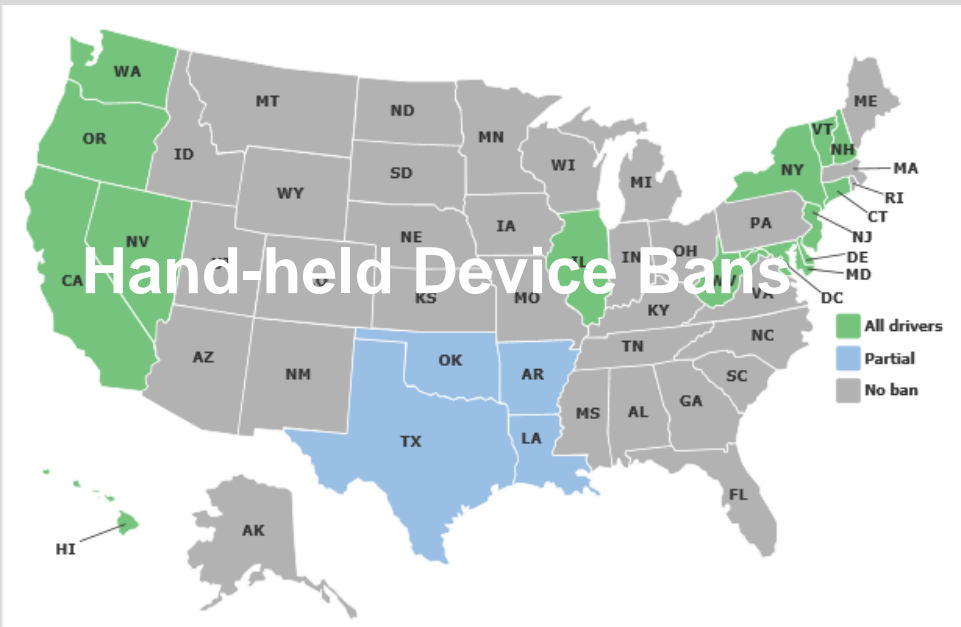 WA
MT
ND
MN
ME
OR
ID
SD
WI
MI
VT
NH
NY
MA
WY
RI
CT
IA
PA
NV
NE
NJ
Hand-held Device Bans
CA
IL
IN
OH
DE
MD
KS
MO
WV
VA
DC
KY
All drivers
NC
TN
AZ
OK
Partial
NM
AR
SC
No ban
GA
MS
AL
TX
LA
FL
AK
HI